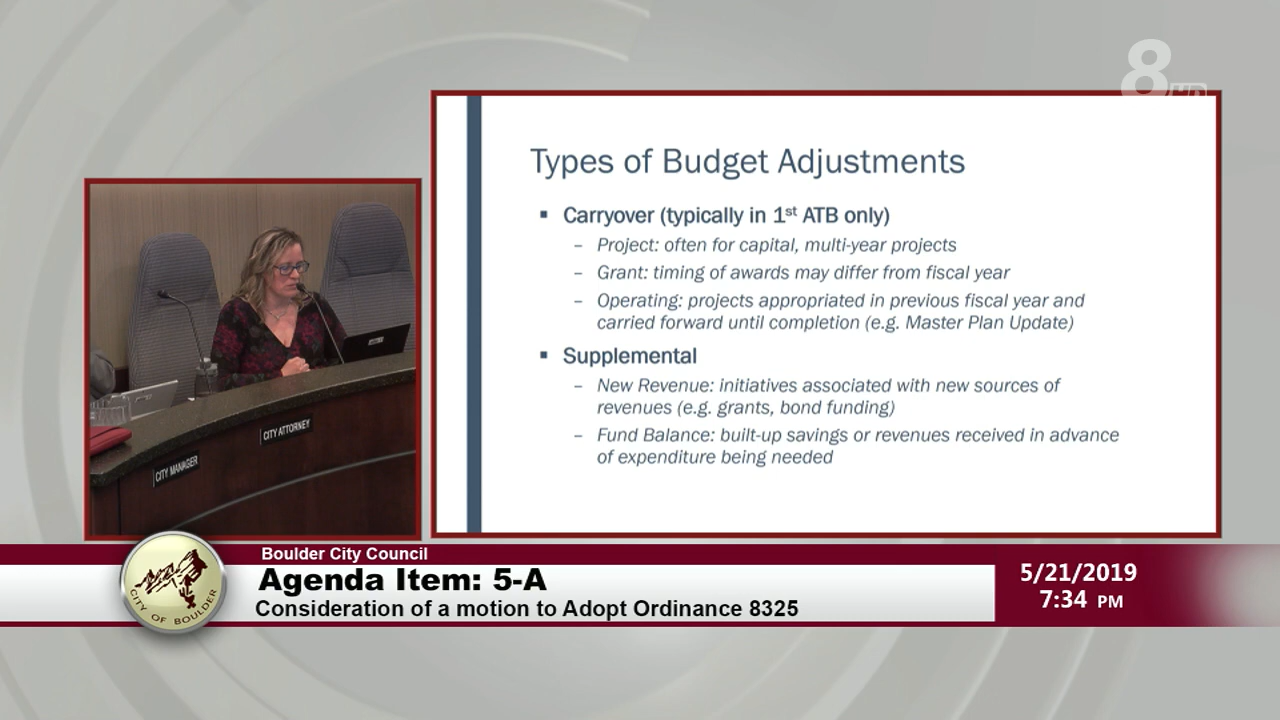 8
HD
Types of Budget Adjustments
▪ Carryover (typically in 1st ATB only)
– Project: often for capital, multi-year projects
– Grant: timing of awards may differ from fiscal year
– Operating: projects appropriated in previous fiscal year and
carried forward until completion (e.g. Master Plan Update)
▪ Supplemental
– New Revenue: initiatives associated with new sources of
revenues (e.g. grants, bond funding)
– Fund Balance: built-up savings or revenues received in advance
of expenditure being needed
CITY ATTORNEY
CITY MANAGER
Boulder City Council
Agenda Item: 5-A
Consideration of a motion to Adopt Ordinance 8325
5/21/2019
7:34 PM
CITY OF BOULDER